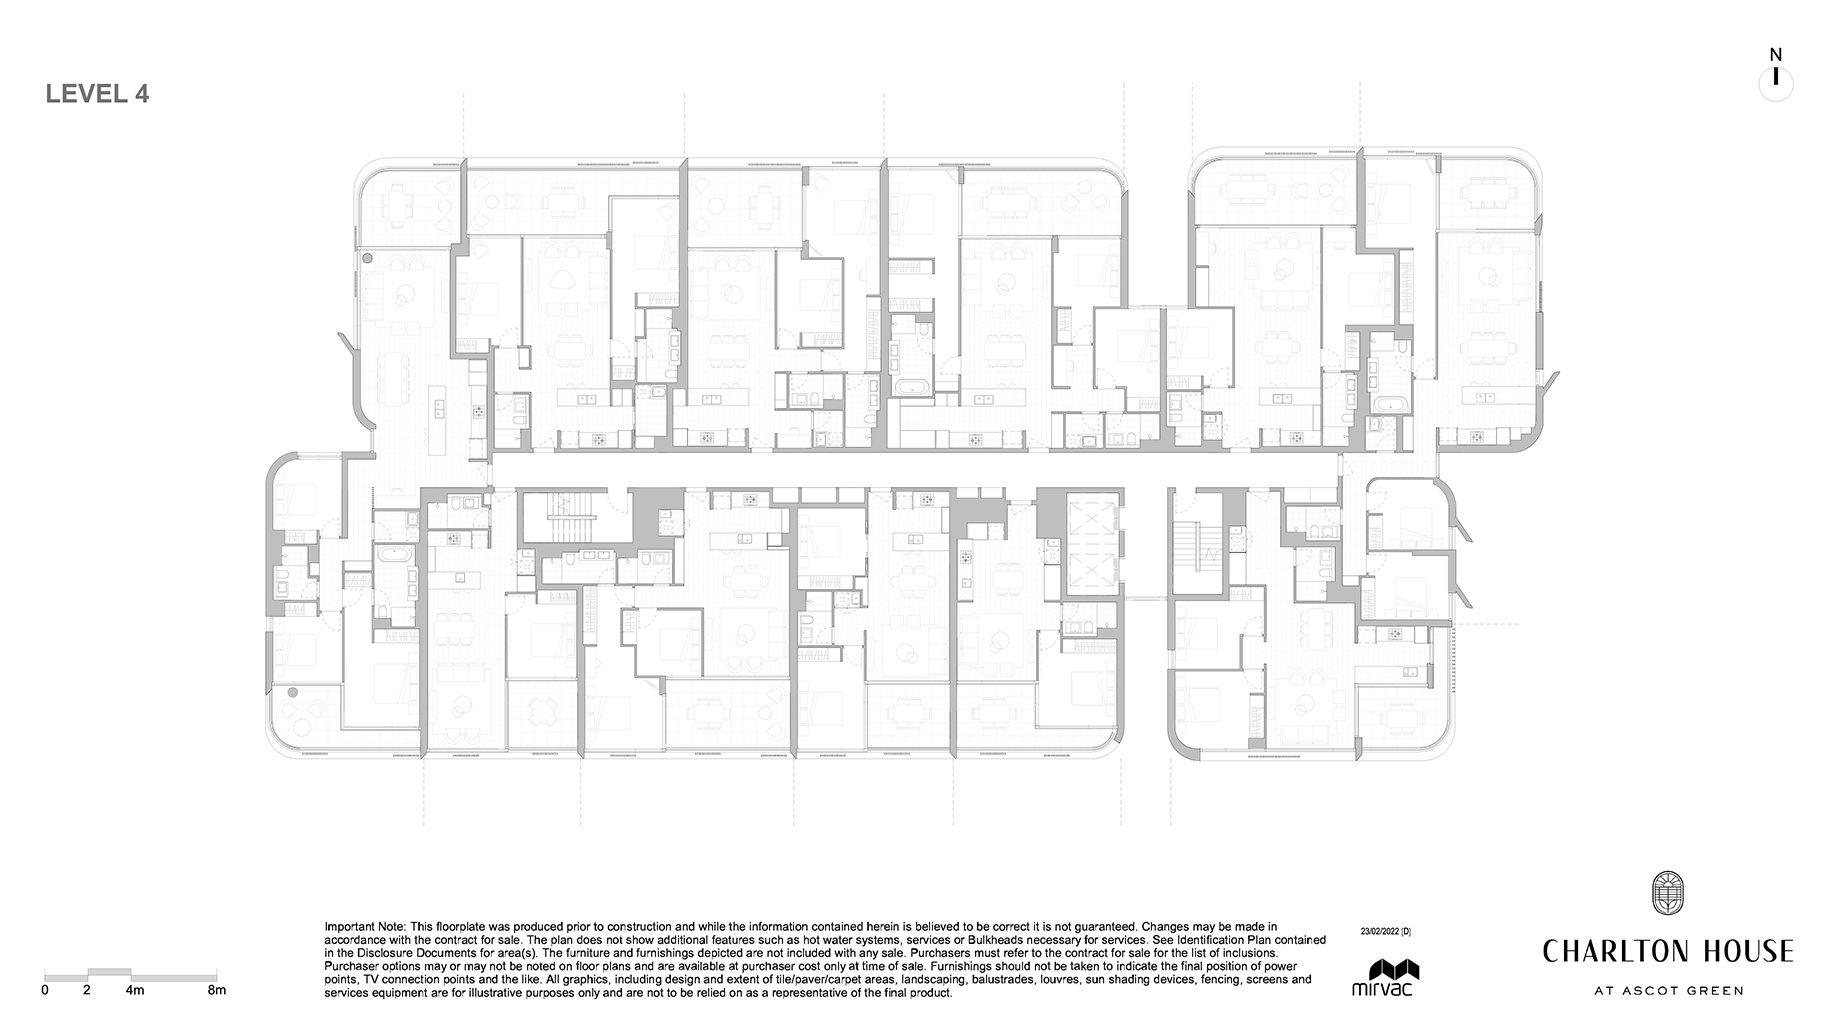 N
LEVEL 4
Important Note: This floorplate was produced prior to construction and while the information contained herein is believed to be correct it is not guaranteed. Changes may be made in
accordance with the contract for sale. The plan does not show additional features such as hot water systems, services or Bulkheads necessary for services. See Identification Plan contained
in the Disclosure Documents for area(s). The furniture and furnishings depicted are not included with any sale. Purchasers must refer to the contract for sale for the list of inclusions.
Purchaser options may or may not be noted on floor plans and are available at purchaser cost only at time of sale. Furnishings should not be taken to indicate the final position of power
points, TV connection points and the like. All graphics, including design and extent of tile/paver/carpet areas, landscaping, balustrades, louvres, sun shading devices, fencing, screens and
services equipment are for illustrative purposes only and are not to be relied on as a representative of the final product.
0 2 4m 8m
23/02/2022 [D]
mirvac
CHARLTON HOUSE
AT ASCOT GREEN